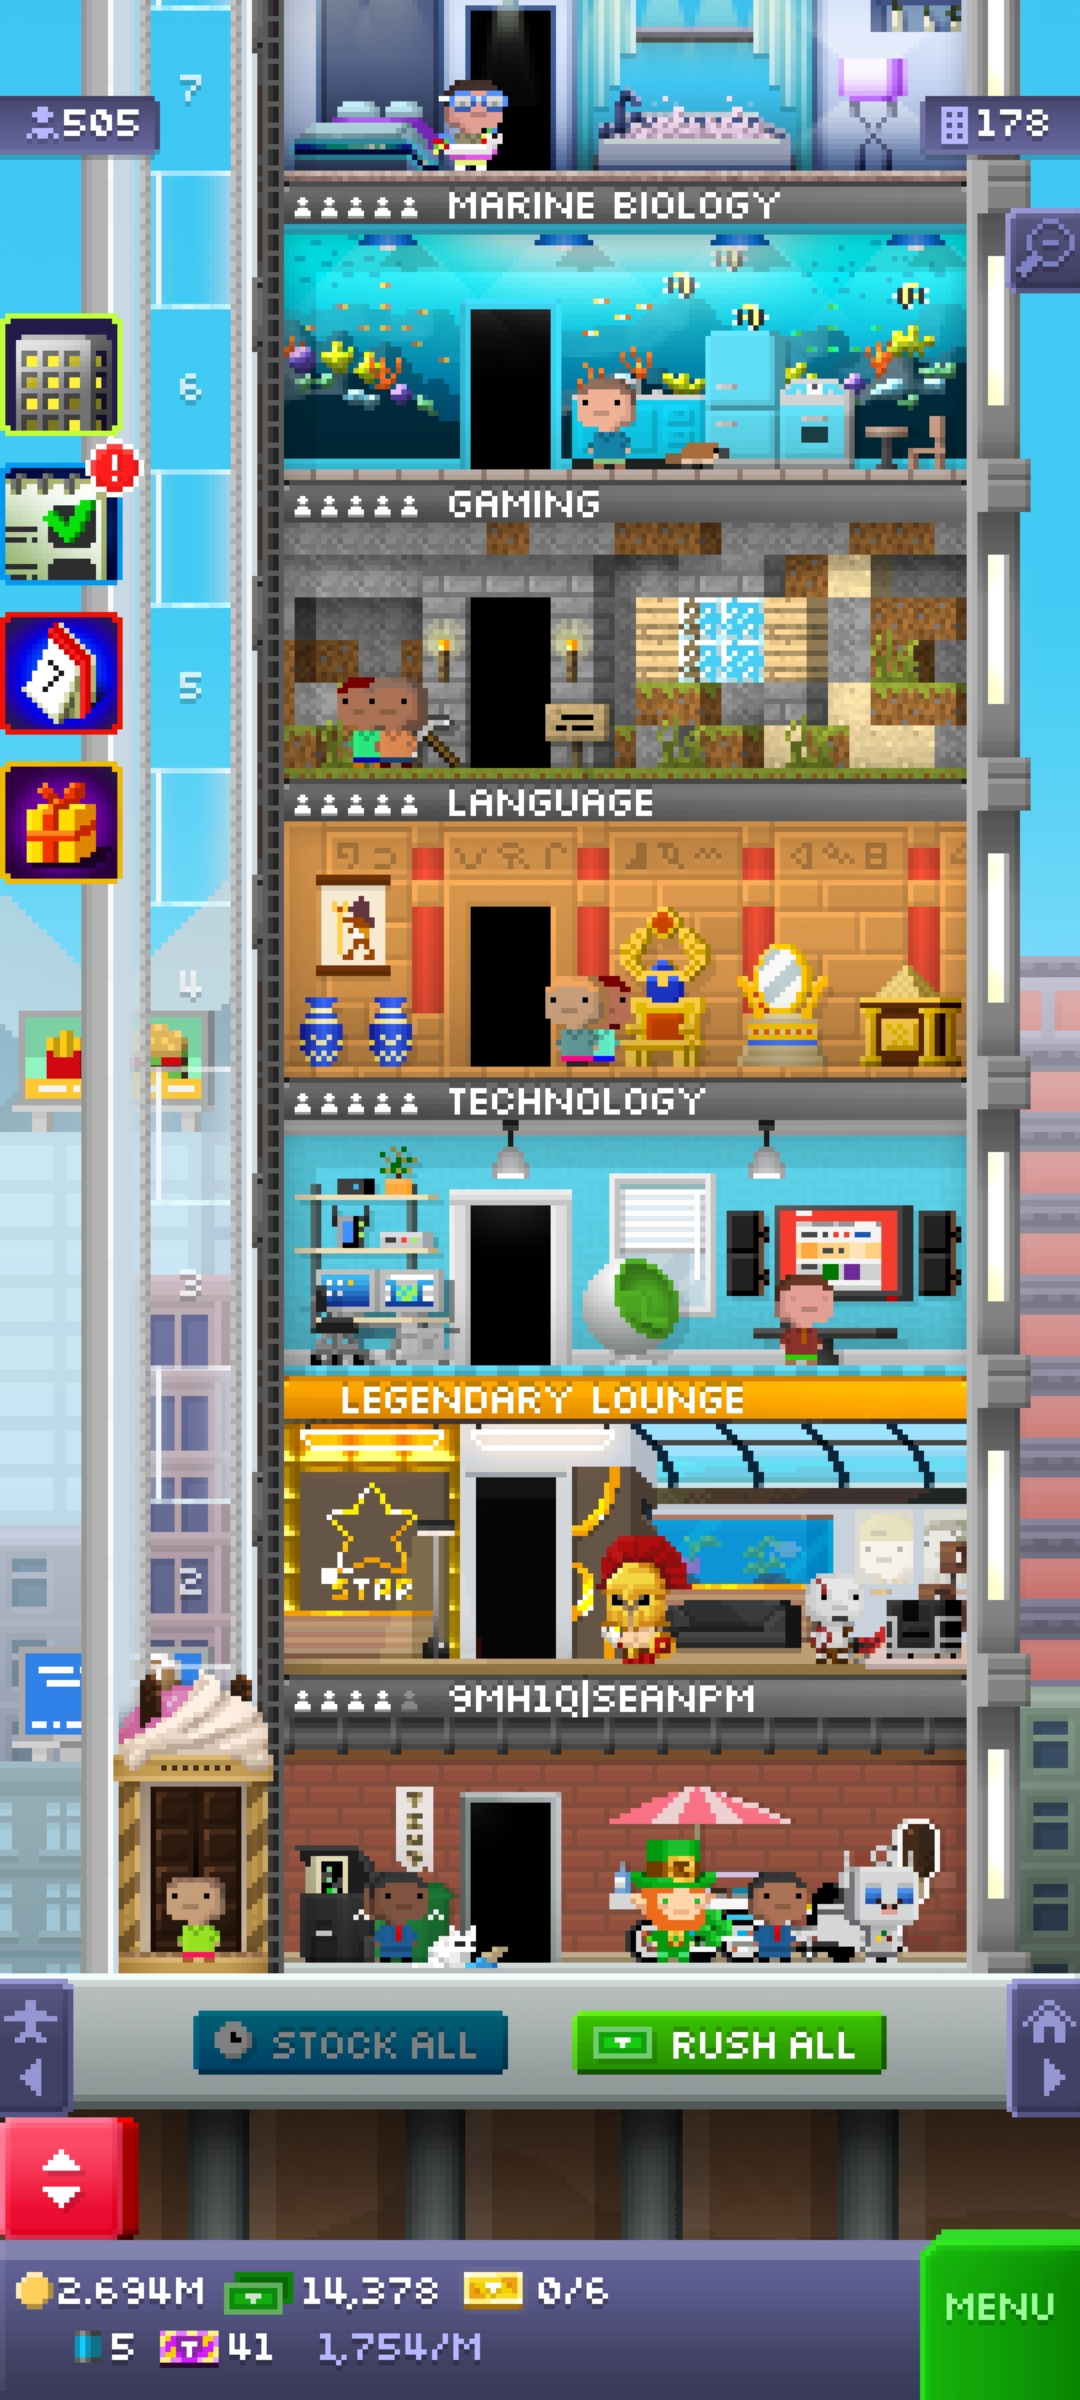 7
505
178
MARINE BIOLOGY
6
GAMING
5
LANGUAGE
4
TECHNOLOGY
3
LEGENDARY LOUNGE
STAR
2
9MH1Q|SEANPM
STOCK ALL
RUSH ALL
2.694M 14,378 0/6
MENU
5 41 1,754/M